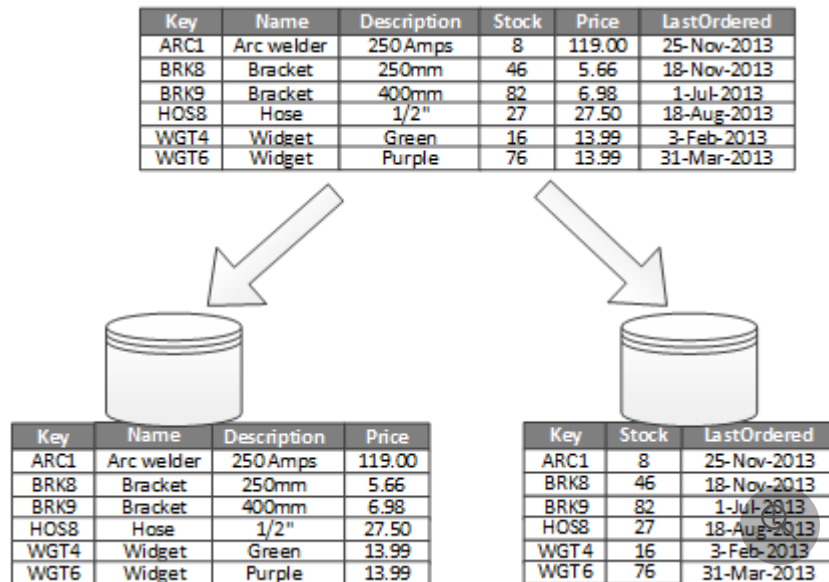 Key Name Description Stock Price LastOrdered
ARC1 Arc welder 250 Amps 8 119.00 25-Nov-2013
BRK8 Bracket 250mm 46 5.66 18-Nov-2013
BRK9 Bracket 400mm 82 6.98 1-Jul-2013
HOS8 Hose 1/2" 27 27.50 18-Aug-2013
WGT4 Widget Green 16 13.99 3-Feb-2013
WGT6 Widget Purple 76 13.99 31-Mar-2013
Key Name Description Price
ARC1 Arc welder 250 Amps 119.00
BRK8 Bracket 250mm 5.66
BRK9 Bracket 400mm 6.98
HOS8 Hose 1/2" 27.50
WGT4 Widget Green 13.99
WGT6 Widget Purple 13.99
Key Stock LastOrdered
ARC1 8 25-Nov-2013
BRK8 46 18-Nov-2013
BRK9 82 1-Jul-2013
HOS8 27 18-Aug-2013
WGT4 16 3-Feb-2013
WGT6 76 31-Mar-2013